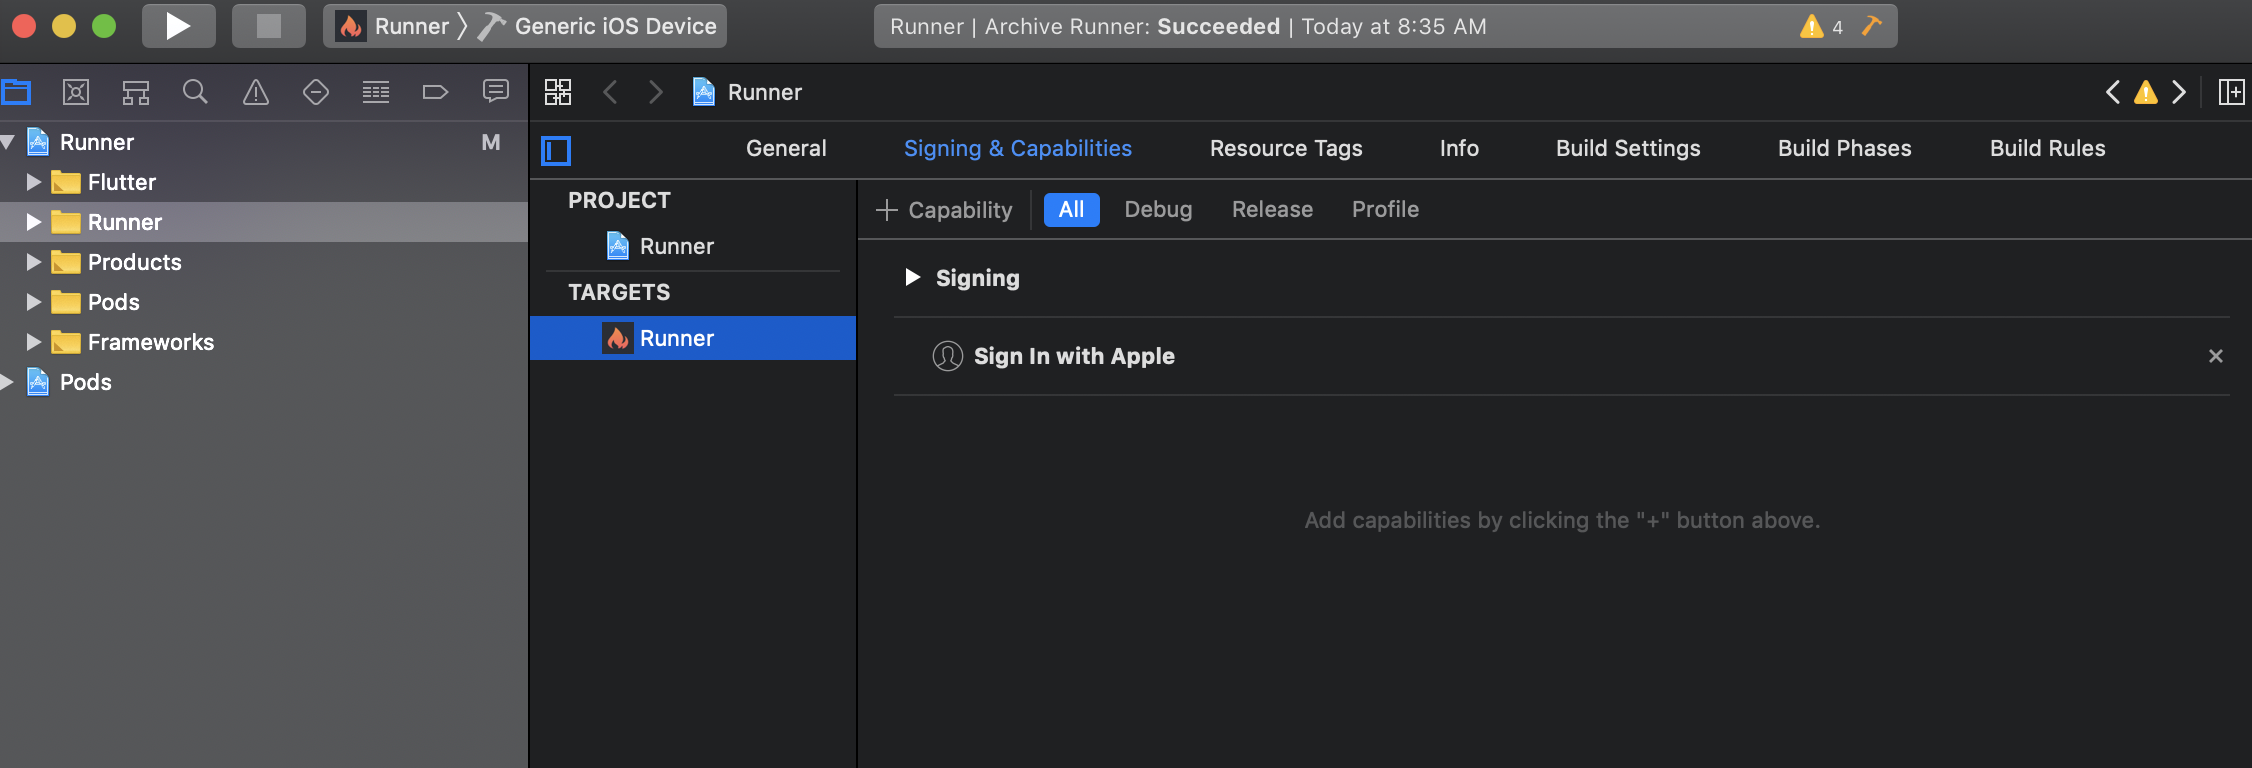 Runner Generic iOS Device Runner | Archive Runner: Succeeded | Today at 8:35 AM 4
Runner
Runner M
General Signing & Capabilities Resource Tags Info Build Settings Build Phases Build Rules
Flutter
Runner
Products
Pods
Frameworks
Pods
PROJECT
Runner
TARGETS
Runner
+ Capability All Debug Release Profile
Signing
Sign In with Apple
Add capabilities by clicking the "+" button above.